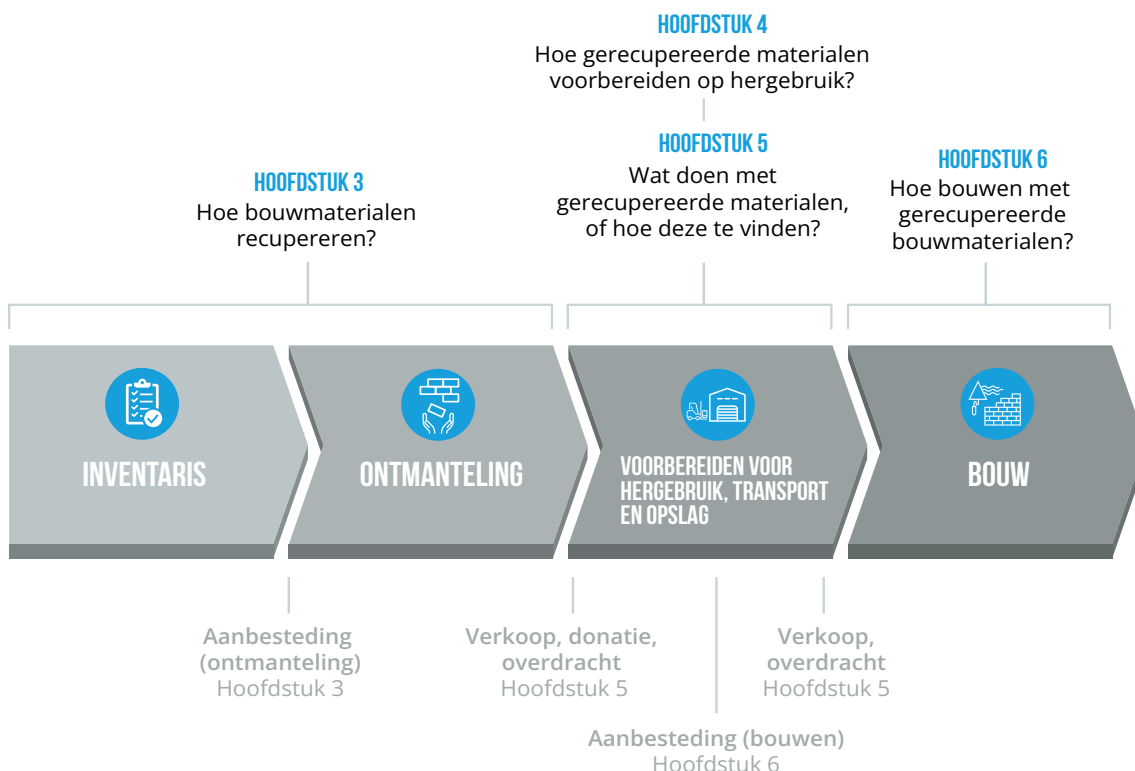 HOOFDSTUK 4
Hoe gerecupereerde materialen
voorbereiden op hergebruik?
HOOFDSTUK 3
Hoe bouwmaterialen
recupereren?
HOOFDSTUK 5
Wat doen met
gerecupereerde materialen,
of hoe deze te vinden?
HOOFDSTUK 6
Hoe bouwen met
gerecupereerde
bouwmaterialen?
INVENTARIS
ONTMANTELING
VOORBEREIDEN VOOR
HERGEBRUIK, TRANSPORT
EN OPSLAG
BOUW
Aanbesteding
(ontmanteling)
Hoofdstuk 3
Verkoop, donatie,
overdracht
Hoofdstuk 5
Verkoop,
overdracht
Hoofdstuk 5
Aanbesteding (bouwen)
Hoofdstuk 6